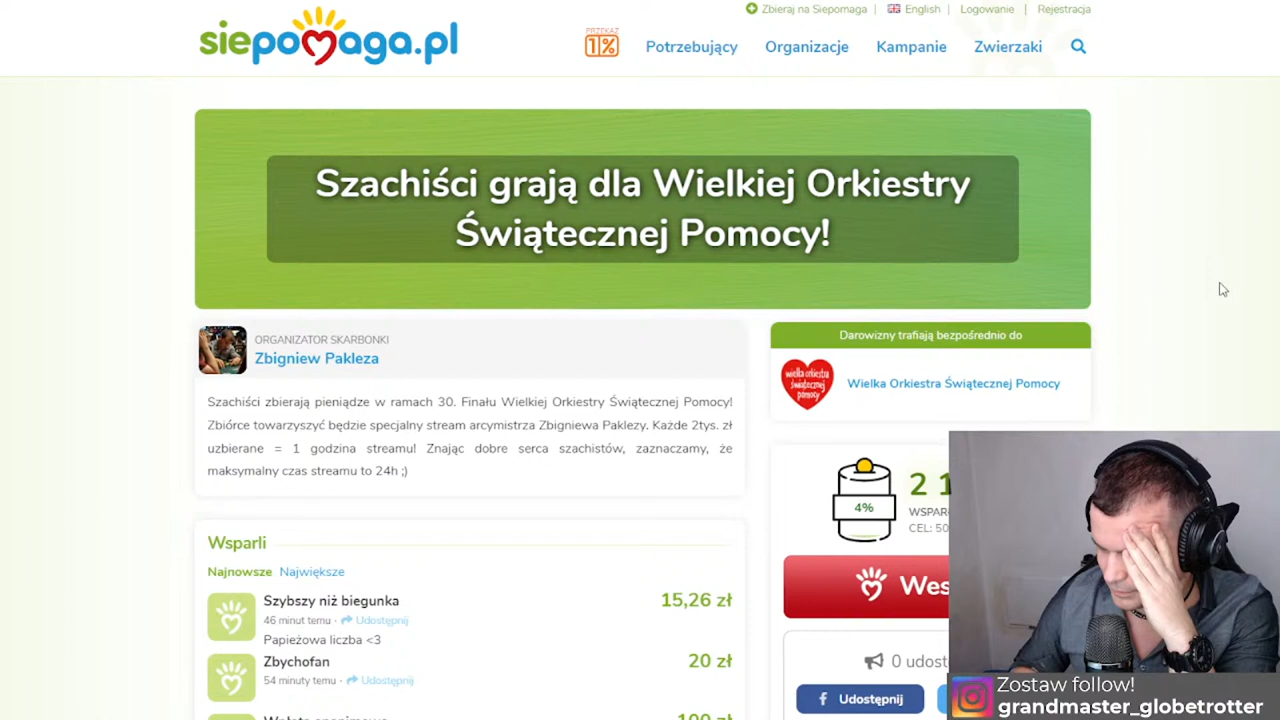 Zbieraj na Siepomaga | English | Logowanie | Rejestracja
siepomaga.pl
PRZEKAŻ
1%
Potrzebujący Organizacje Kampanie Zwierzaki
Szachiści grają dla Wielkiej Orkiestry
Świątecznej Pomocy!
ORGANIZATOR SKARBONKI
Zbigniew Pakleza
Szachiści zbierają pieniądze w ramach 30. Finału Wielkiej Orkiestry Świątecznej Pomocy!
Zbiórce towarzyszyć będzie specjalny stream arcymistrza Zbigniewa Paklezy. Każde 2tys. zł
uzbierane = 1 godzina streamu! Znając dobre serca szachistów, zaznaczamy, że
maksymalny czas streamu to 24h ;)
Darowizny trafiają bezpośrednio do
wielka
orkiestra
świątecznej
pomocy
Wielka Orkiestra Świątecznej Pomocy
4%
2 1
WSPAR
CEL: 50
Wes
0 udost
Udostępnij
Wsparli
Najnowsze Największe
Szybszy niż biegunka 15,26 zł
46 minut temu · Udostępnij
Papieżowa liczba <3
Zbychofan 20 zł
54 minuty temu · Udostępnij
Zostaw follow!
grandmaster_globetrotter